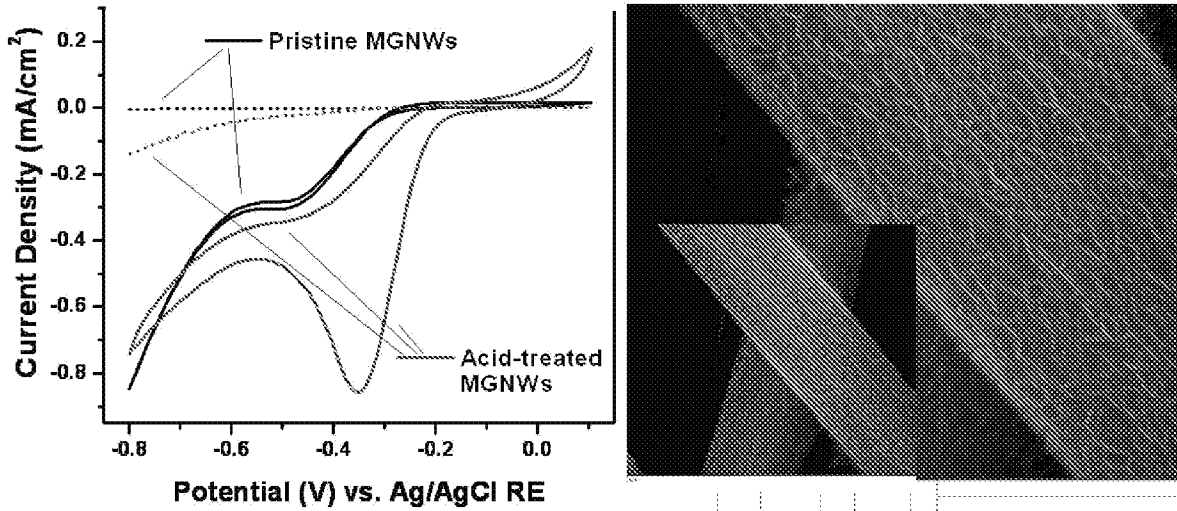 0.2
Pristine MGNWs
0.0
-0.2
-0.4
-0.6
-0.8
Current Density (mA/cm²)
Acid-treated
MGNWs
-0.8
-0.6
-0.4
-0.2
0.0
Potential (V) vs. Ag/AgCl RE